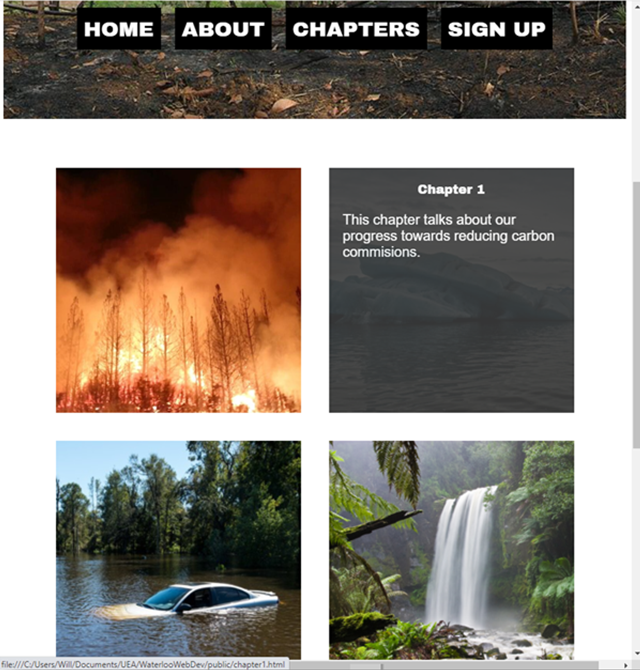 HOME ABOUT CHAPTERS SIGN UP
Chapter 1
This chapter talks about our
progress towards reducing carbon
commisions.
file:///C:/Users/Will/Documents/UEA/WaterlooWebDev/public/chapter1.html